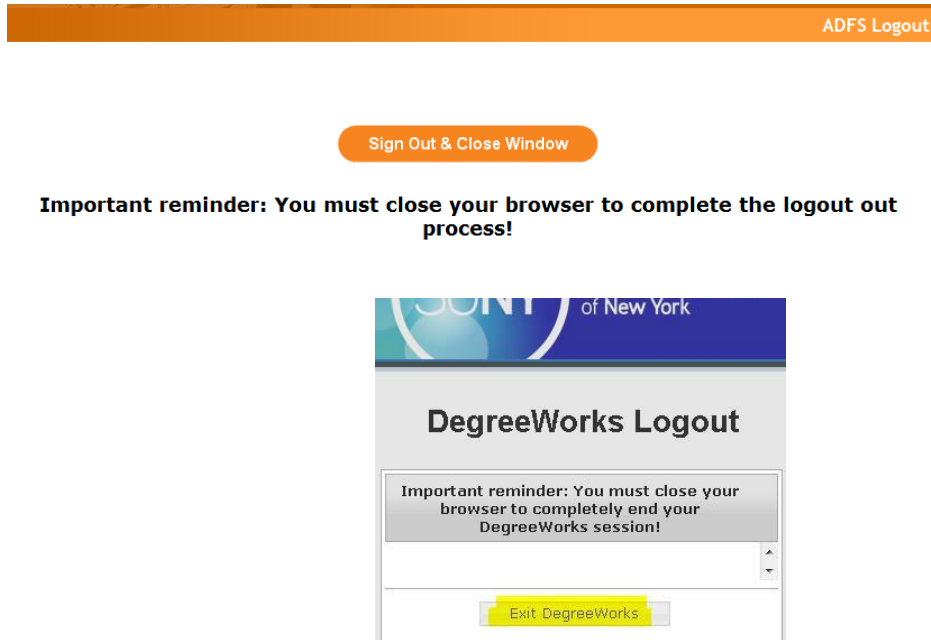 ADFS Logout
Sign Out & Close Window
Important reminder: You must close your browser to complete the logout out
process!
SUNY
of New York
DegreeWorks Logout
Important reminder: You must close your
browser to completely end your
DegreeWorks session!
Exit DegreeWorks